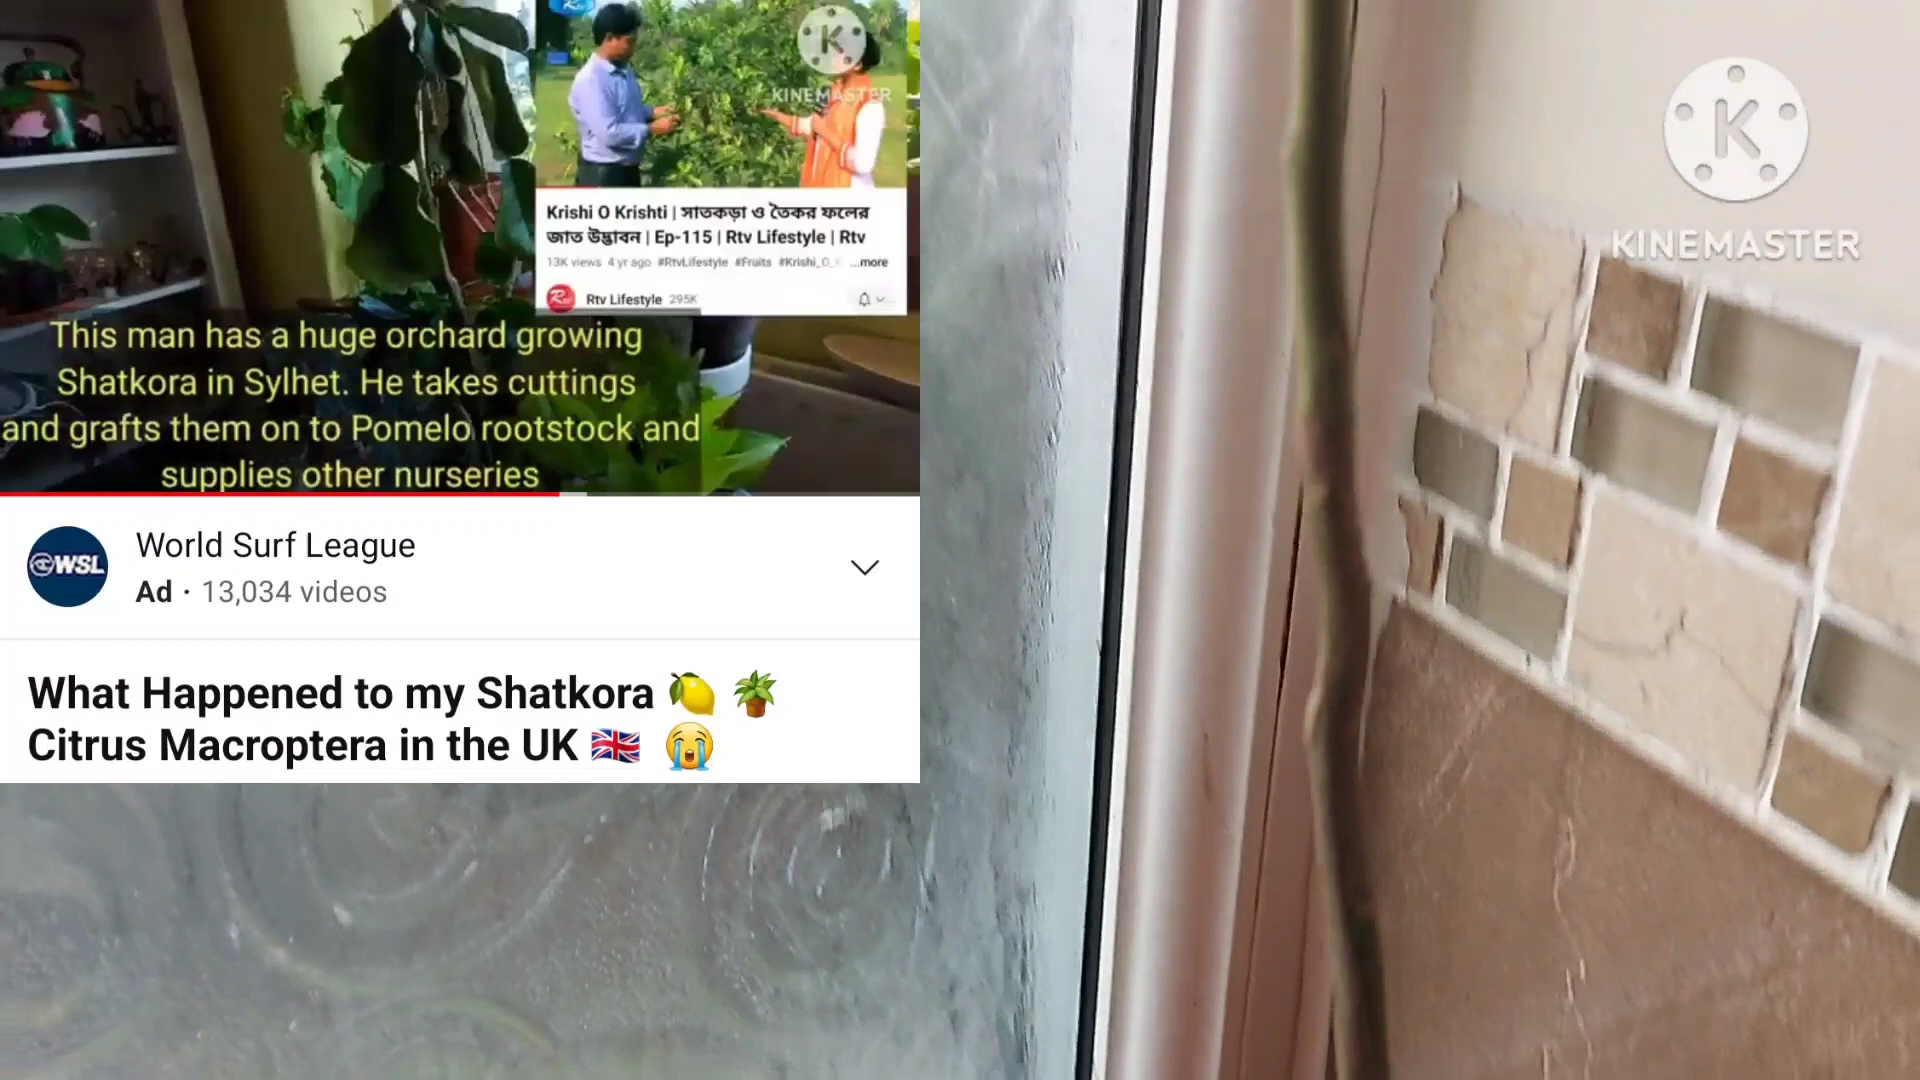 KINEMASTER
Krishi O Krishti | সাতকড়া ও তৈকর ফলের
জাত উদ্ভাবন | Ep-115 | Rtv Lifestyle | Rtv
13K views 4 yr ago #RtvLifestyle #Fruits #Krishi_O_ ...more
Rtv Lifestyle 295K
This man has a huge orchard growing
Shatkora in Sylhet. He takes cuttings
and grafts them on to Pomelo rootstock and
supplies other nurseries
WSL
World Surf League
Ad · 13,034 videos
What Happened to my Shatkora 🍋 🪴
Citrus Macroptera in the UK 🇬🇧 😭
K
KINEMASTER